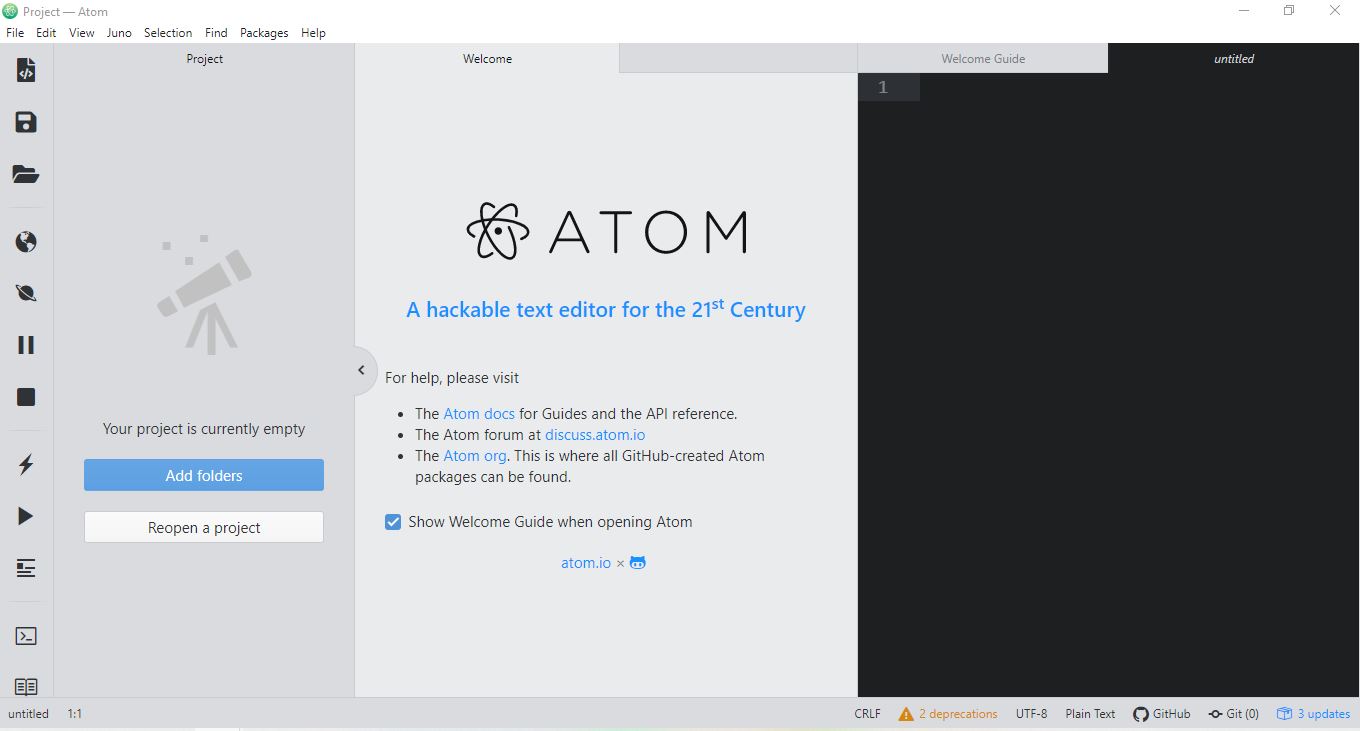 Project — Atom
File Edit View Juno Selection Find Packages Help
Project
Welcome
Welcome Guide
untitled
1
ATOM
A hackable text editor for the 21st Century
For help, please visit
• The Atom docs for Guides and the API reference.
• The Atom forum at discuss.atom.io
• The Atom org. This is where all GitHub-created Atom
packages can be found.
Show Welcome Guide when opening Atom
atom.io ×
Your project is currently empty
Add folders
Reopen a project
untitled 1:1 CRLF 2 deprecations UTF-8 Plain Text GitHub Git (0) 3 updates